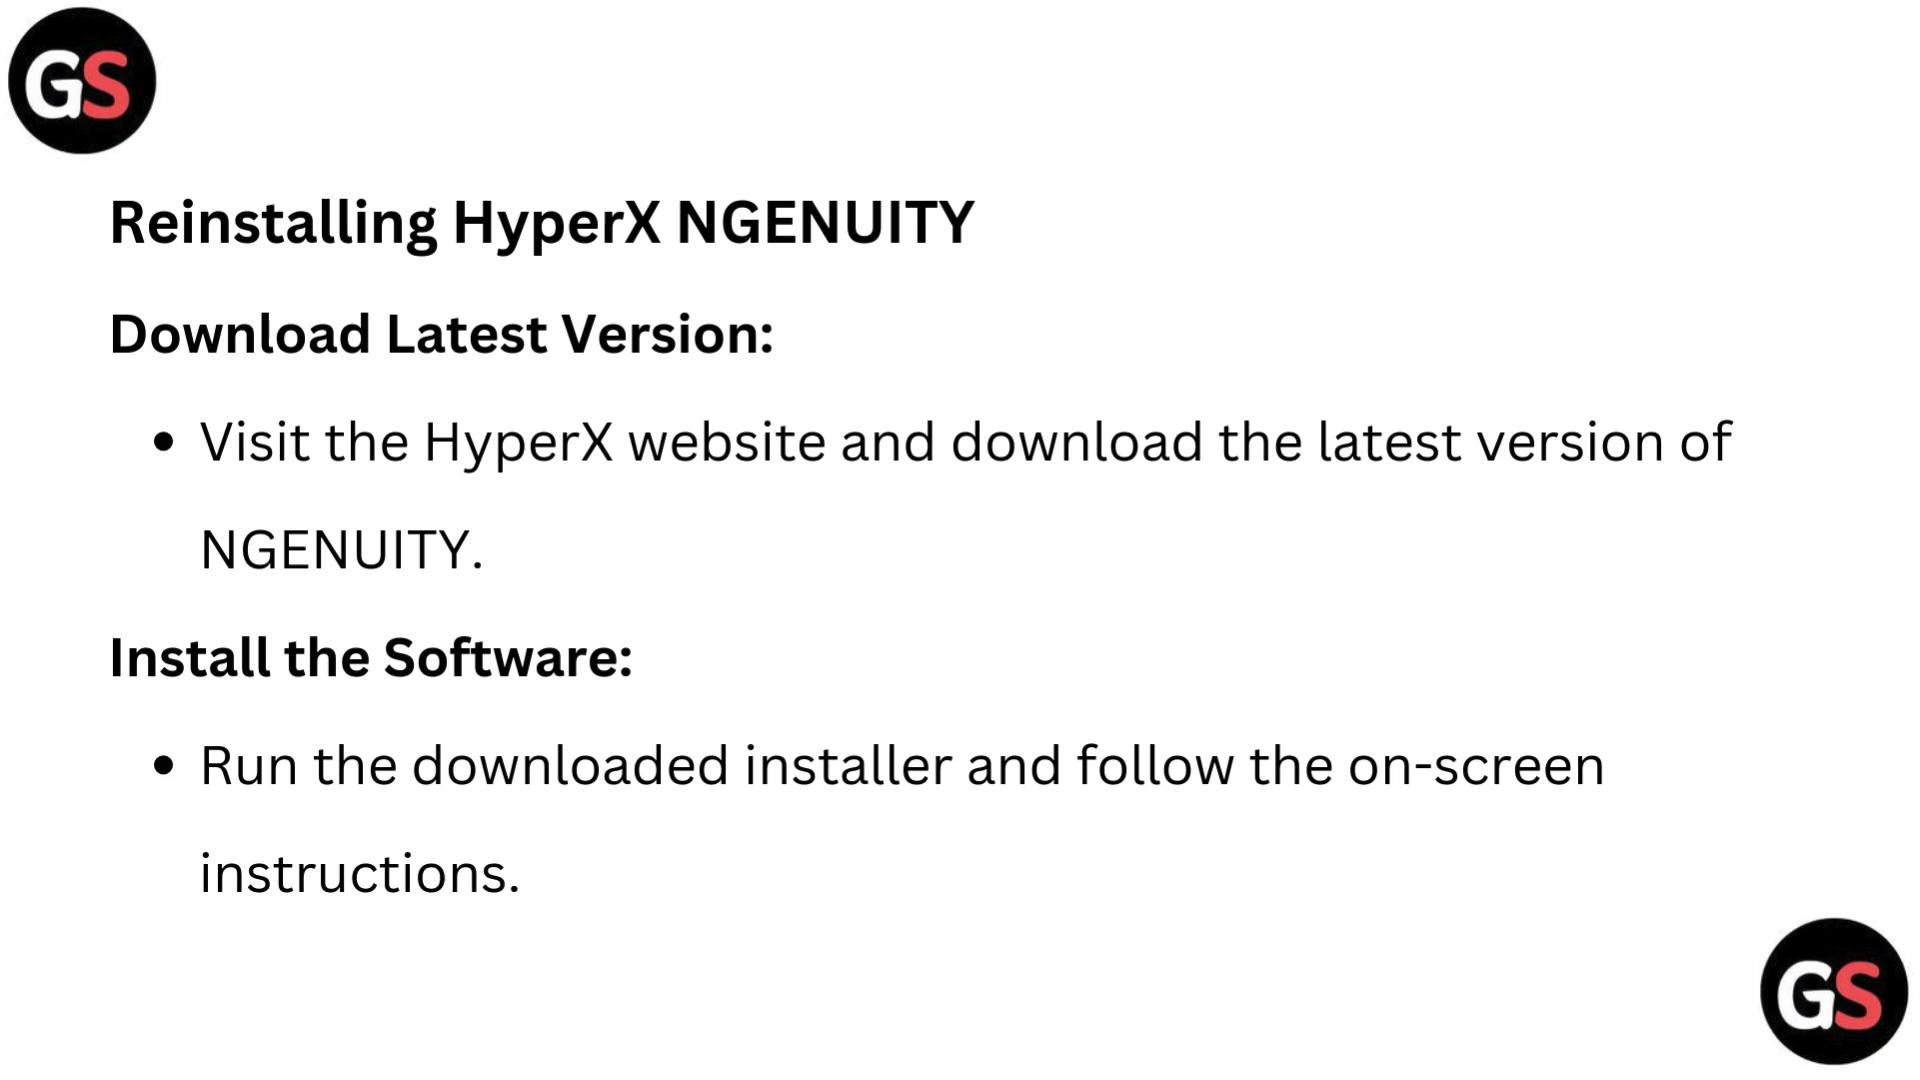 GS
Reinstalling HyperX NGENUITY
Download Latest Version:
• Visit the HyperX website and download the latest version of
NGENUITY.
Install the Software:
• Run the downloaded installer and follow the on-screen
instructions.
GS